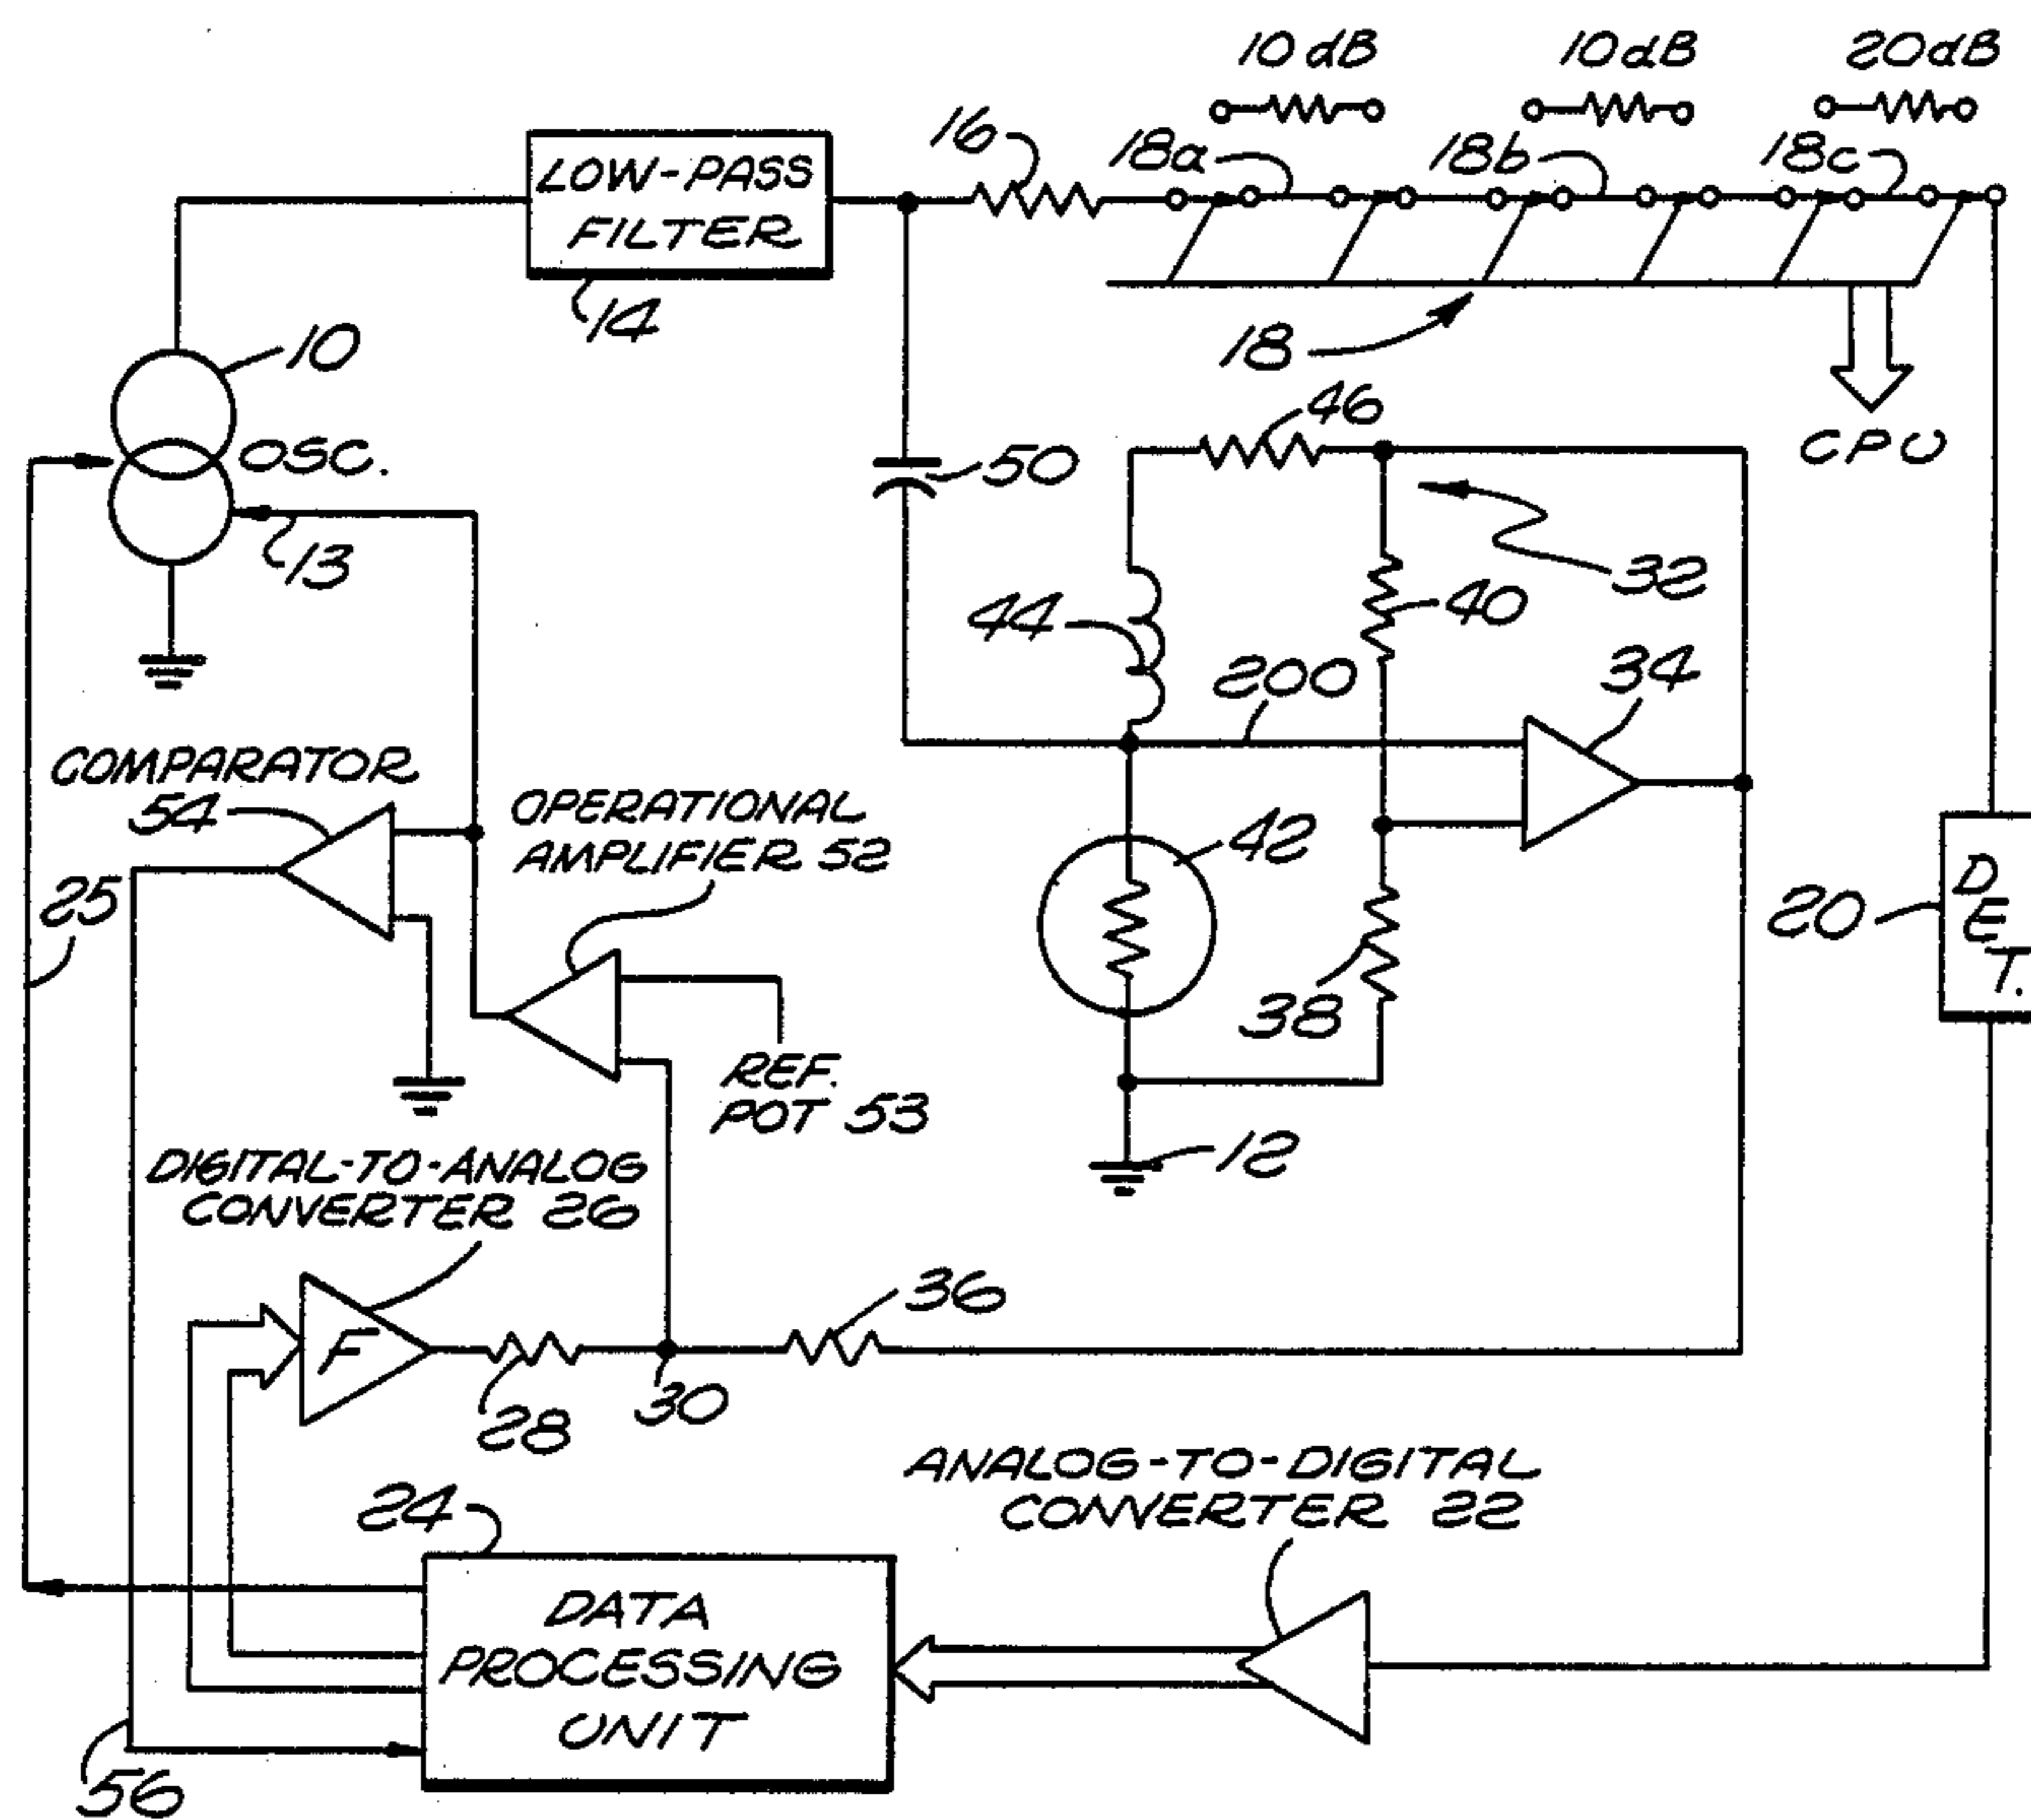 10 dB
10 dB
20 dB
16
18a
18b
18c
LOW-PASS
FILTER
14
18
10
46
CPU
OSC.
50
13
32
40
44
200
34
COMPARATOR
54
OPERATIONAL
AMPLIFIER 52
42
25
20
D
E
T.
38
REF.
POT 53
12
DIGITAL-TO-ANALOG
CONVERTER 26
36
F
28
30
ANALOG-TO-DIGITAL
CONVERTER 22
24
DATA
PROCESSING
UNIT
56